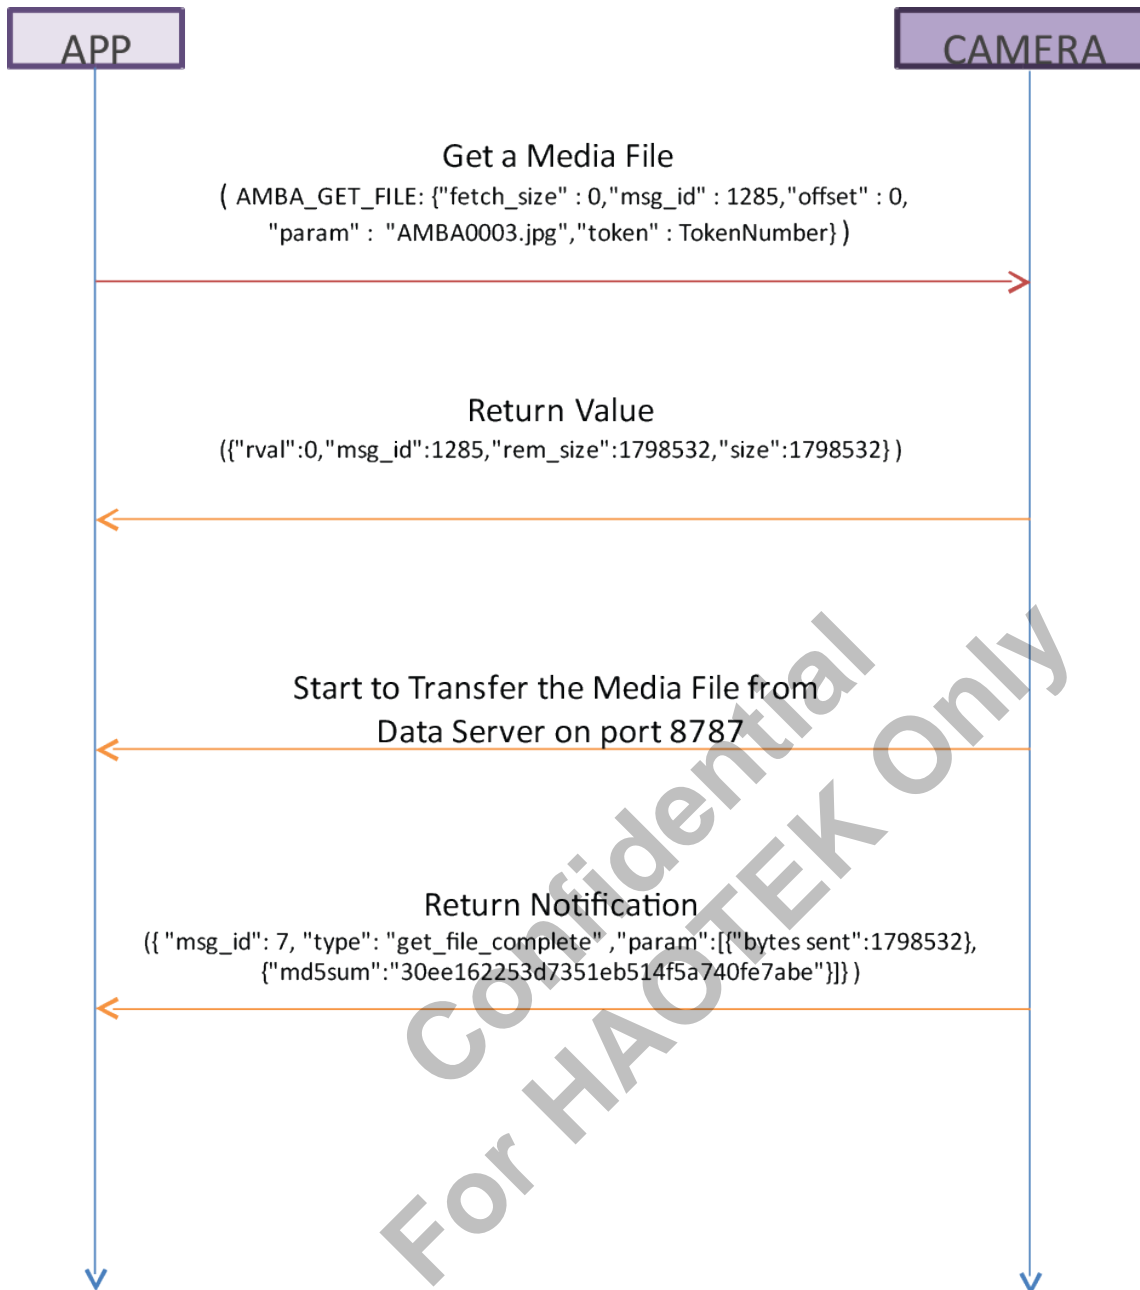 APP
CAMERA
Get a Media File
( AMBA_GET_FILE: {"fetch_size" : 0,"msg_id" : 1285,"offset" : 0,
"param" : "AMBA0003.jpg","token" : TokenNumber} )
Return Value
({"rval":0,"msg_id":1285,"rem_size":1798532,"size":1798532} )
Start to Transfer the Media File from
Data Server on port 8787
Return Notification
({ "msg_id": 7, "type": "get_file_complete" ,"param":[{"bytes sent":1798532},
{"md5sum":"30ee162253d7351eb514f5a740fe7abe"}]} )
Confidential
For HAOTEK Only